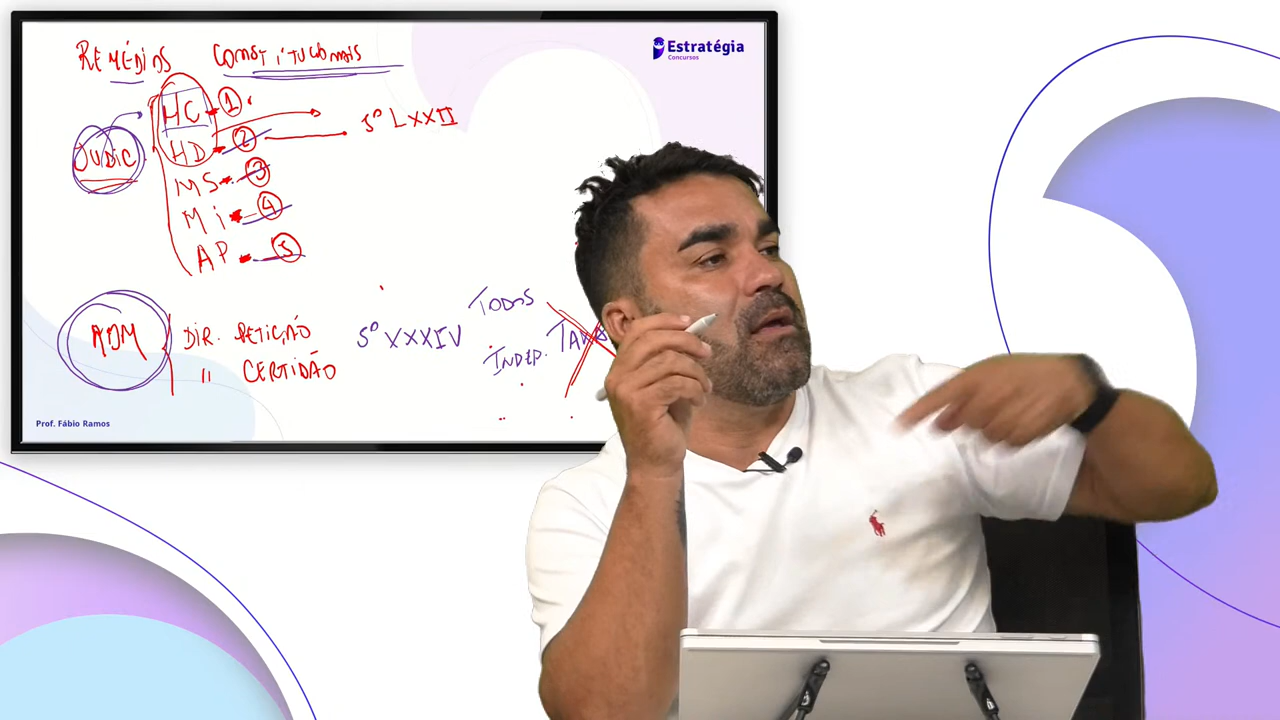 REMÉDIOS CONSTITUCIONAIS
Estratégia
Concursos
JUDIC
HC 1
HD 2
5º LXXII
MS 3
Mi 4
AP 5
ADM
DIR. PETIÇÃO
" CERTIDÃO
5º XXXIV
TODOS
INDEP.
Prof. Fábio Ramos